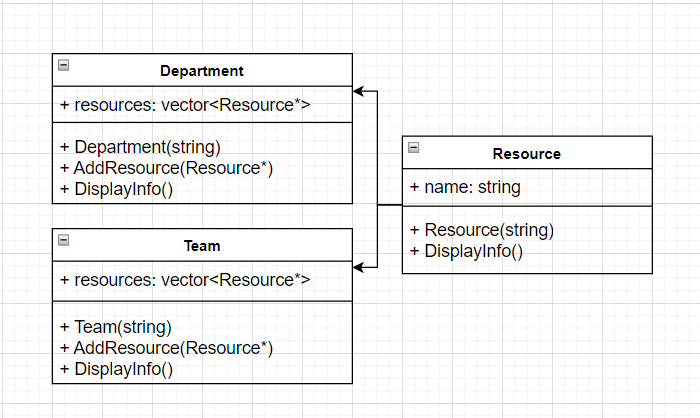 Department
+ resources: vector<Resource*>
+ Department(string)
+ AddResource(Resource*)
+ DisplayInfo()
Resource
+ name: string
+ Resource(string)
+ DisplayInfo()
Team
+ resources: vector<Resource*>
+ Team(string)
+ AddResource(Resource*)
+ DisplayInfo()